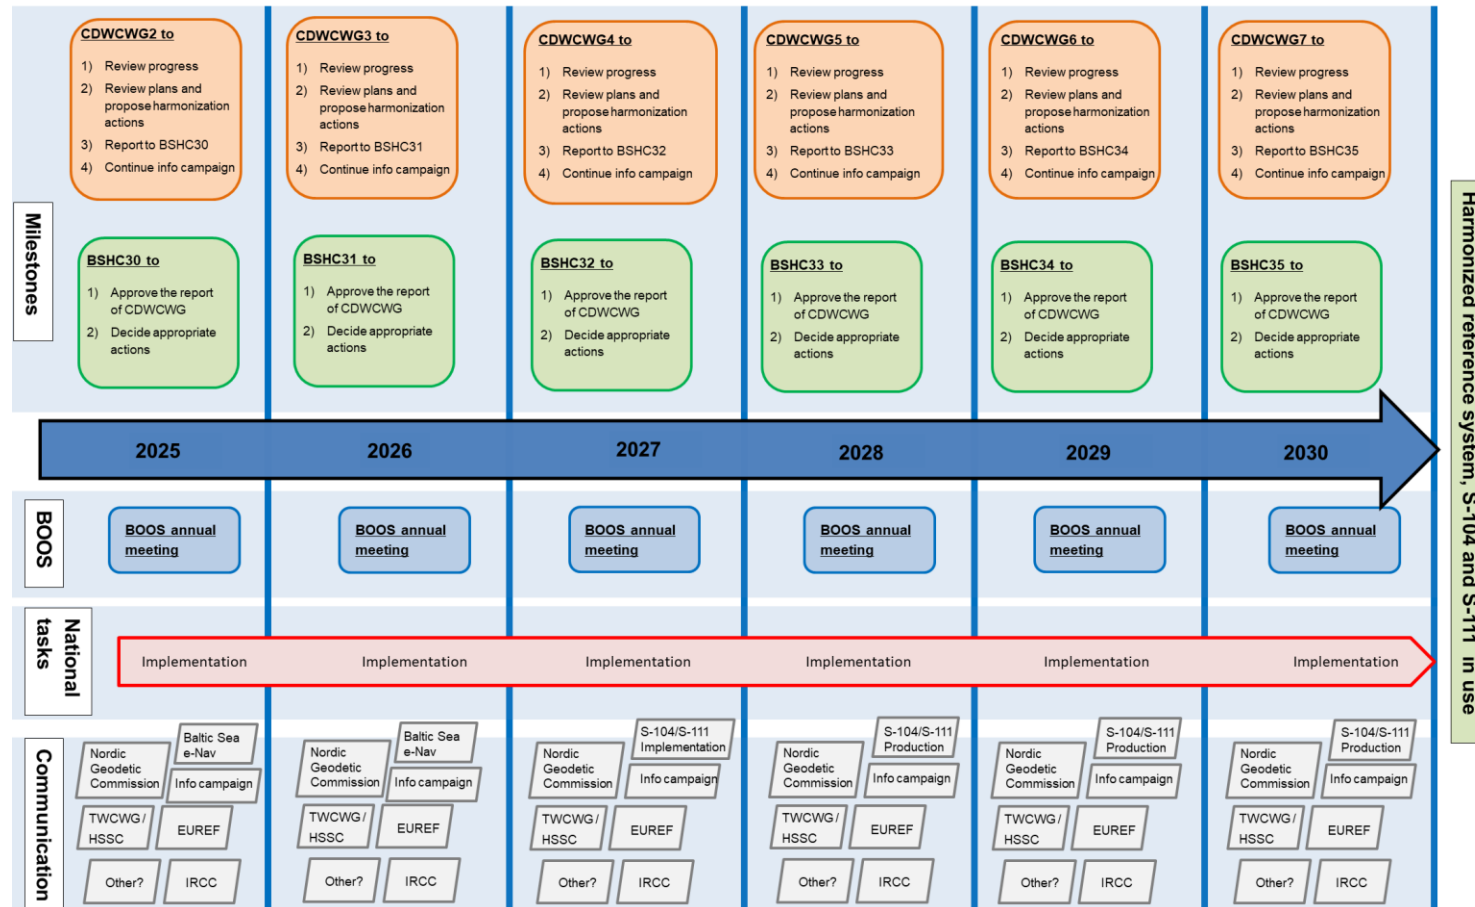 CDWCWG2 to
1) Review progress
2) Review plans and
propose harmonization
actions
3) Report to BSHC30
4) Continue info campaign
CDWCWG3 to
1) Review progress
2) Review plans and
propose harmonization
actions
3) Report to BSHC31
4) Continue info campaign
CDWCWG4 to
1) Review progress
2) Review plans and
propose harmonization
actions
3) Report to BSHC32
4) Continue info campaign
CDWCWG5 to
1) Review progress
2) Review plans and
propose harmonization
actions
3) Report to BSHC33
4) Continue info campaign
CDWCWG6 to
1) Review progress
2) Review plans and
propose harmonization
actions
3) Report to BSHC34
4) Continue info campaign
CDWCWG7 to
1) Review progress
2) Review plans and
propose harmonization
actions
3) Report to BSHC35
4) Continue info campaign
Milestones
BSHC30 to
1) Approve the report
of CDWCWG
2) Decide appropriate
actions
BSHC31 to
1) Approve the report
of CDWCWG
2) Decide appropriate
actions
BSHC32 to
1) Approve the report
of CDWCWG
2) Decide appropriate
actions
BSHC33 to
1) Approve the report
of CDWCWG
2) Decide appropriate
actions
BSHC34 to
1) Approve the report
of CDWCWG
2) Decide appropriate
actions
BSHC35 to
1) Approve the report
of CDWCWG
2) Decide appropriate
actions
2025
2026
2027
2028
2029
2030
Harmonized reference system, S-104 and S-111 in use
BOOS
BOOS annual
meeting
BOOS annual
meeting
BOOS annual
meeting
BOOS annual
meeting
BOOS annual
meeting
BOOS annual
meeting
National
tasks
Implementation
Implementation
Implementation
Implementation
Implementation
Implementation
Communication
Nordic
Geodetic
Commission
Baltic Sea
e-Nav
Info campaign
TWCWG /
HSSC
EUREF
Other?
IRCC
Nordic
Geodetic
Commission
Baltic Sea
e-Nav
Info campaign
TWCWG /
HSSC
EUREF
Other?
IRCC
Nordic
Geodetic
Commission
S-104/S-111
Implementation
Info campaign
TWCWG /
HSSC
EUREF
Other?
IRCC
Nordic
Geodetic
Commission
S-104/S-111
Production
Info campaign
TWCWG /
HSSC
EUREF
Other?
IRCC
Nordic
Geodetic
Commission
S-104/S-111
Production
Info campaign
TWCWG /
HSSC
EUREF
Other?
IRCC
Nordic
Geodetic
Commission
S-104/S-111
Production
Info campaign
TWCWG /
HSSC
EUREF
Other?
IRCC